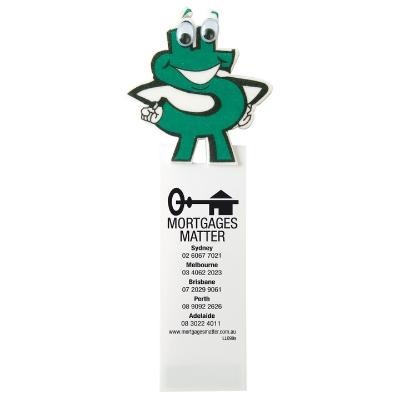 MORTGAGES
MATTER
Sydney
02 6067 7021
Melbourne
03 4062 2023
Brisbane
07 2029 9061
Perth
08 9092 2626
Adelaide
08 3022 4011
www.mortgagesmatter.com.au